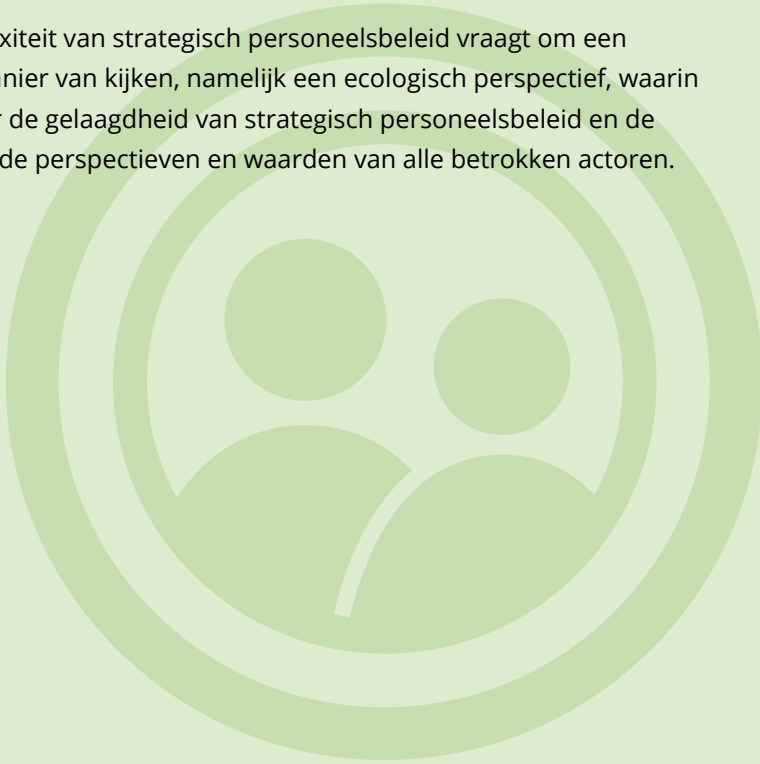 xiteit van strategisch personeelsbeleid vraagt om een
nier van kijken, namelijk een ecologisch perspectief, waarin
de gelaagdheid van strategisch personeelsbeleid en de
de perspectieven en waarden van alle betrokken actoren.